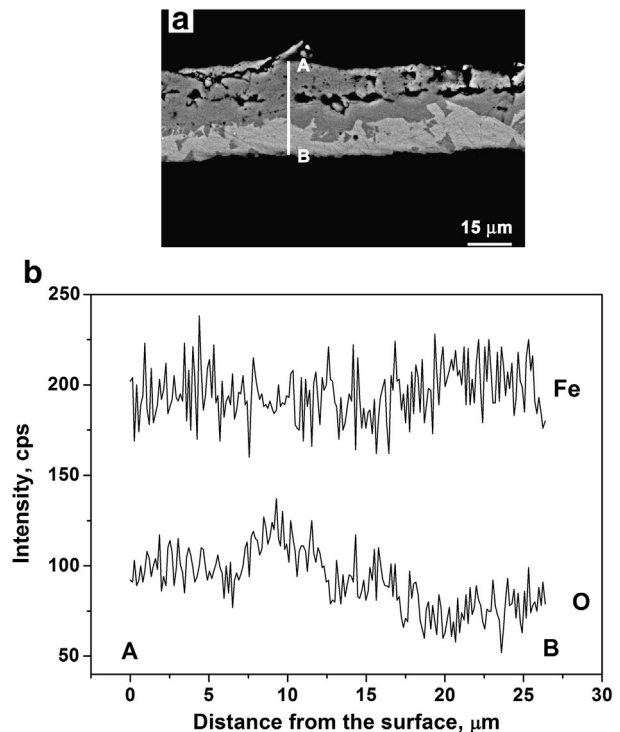 a
A
B
15 μm
b
250
200
150
100
50
Intensity, cps
Fe
O
A
B
0 5 10 15 20 25 30
Distance from the surface, μm